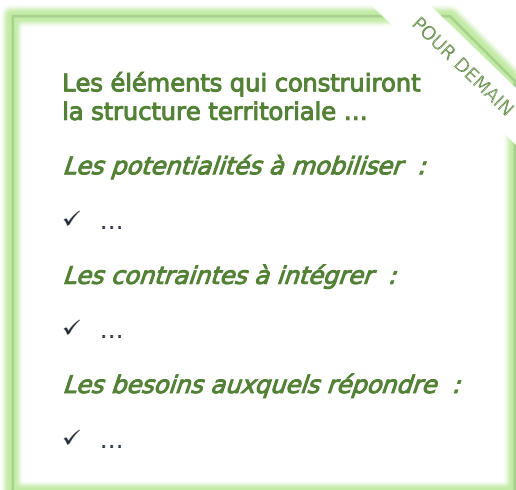 POUR DEMAIN
Les éléments qui construiront
la structure territoriale ...
Les potentialités à mobiliser :
✓ ...
Les contraintes à intégrer :
✓ ...
Les besoins auxquels répondre :
✓ ...